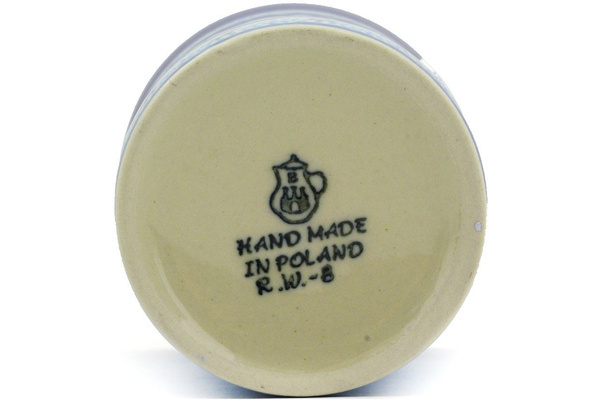 B
HAND MADE
IN POLAND
R.W.-8